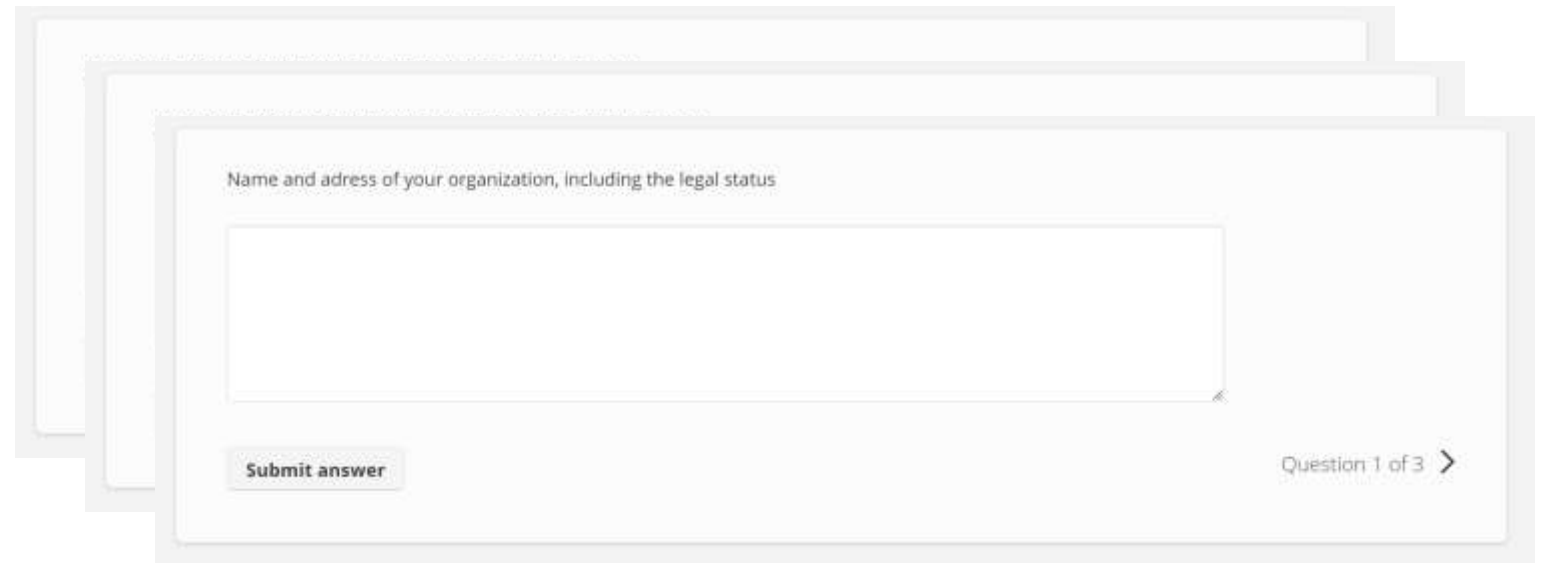 Name and adress of your organization, including the legal status
Submit answer
Question 1 of 3